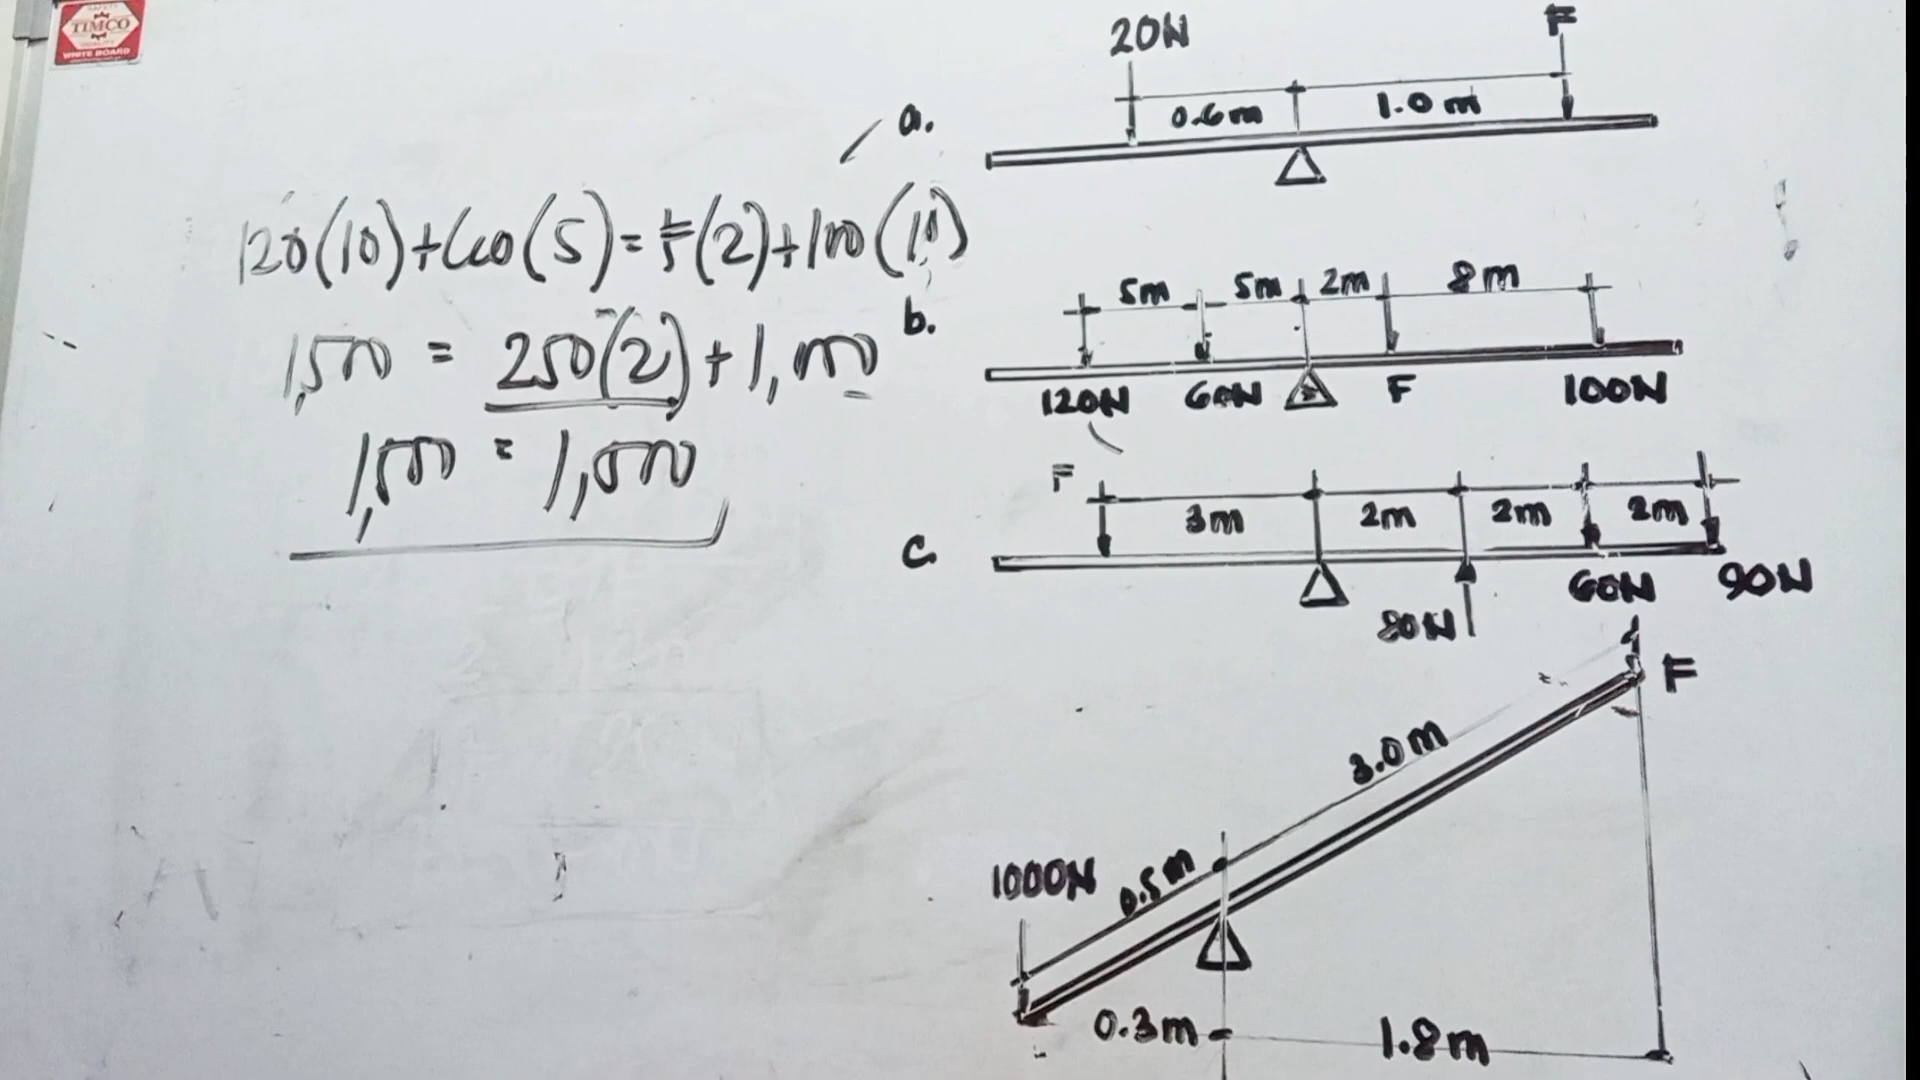 SAFETY
TIMCO
QUALITY
WHITE BOARD
20N
F
a.
0.6m
1.0m
120(10)+60(5)=F(2)+100(10)
1,500 = 250(2)+1,000
1,500 = 1,500
b.
5m 5m 2m 8m
120N 60N F 100N
F
3m 2m 2m 2m
c.
80N 60N 90N
F
3.0m
1000N
0.5m
0.3m
1.8m